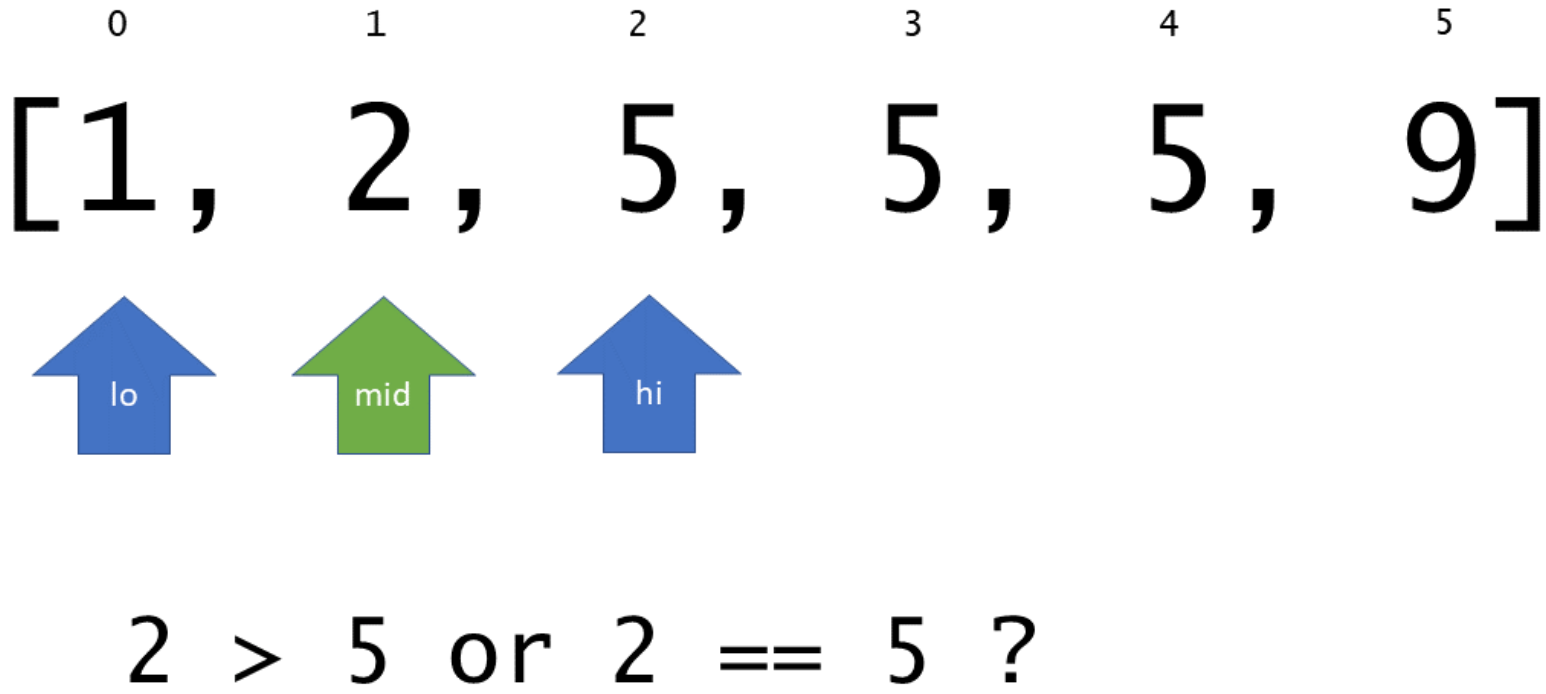 0 1 2 3 4 5
[1, 2, 5, 5, 5, 9]
lo mid hi
2 > 5 or 2 == 5 ?